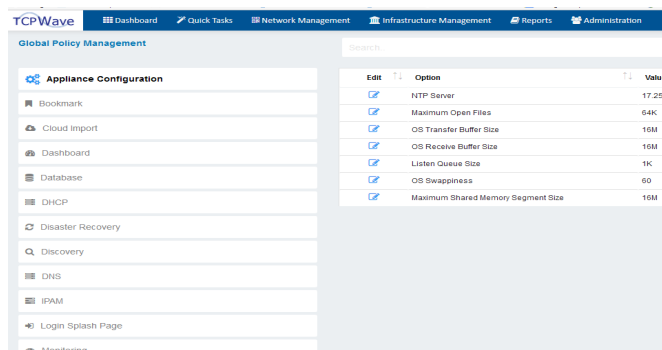 TCPWave
Dashboard
Quick Tasks
Network Management
Infrastructure Management
Reports
Administration
Global Policy Management
Search
Appliance Configuration
Bookmark
Cloud Import
Dashboard
Database
DHCP
Disaster Recovery
Discovery
DNS
IPAM
Login Splash Page
Monitoring
Edit Option Valu
NTP Server 17.25
Maximum Open Files 64K
OS Transfer Buffer Size 16M
OS Receive Buffer Size 16M
Listen Queue Size 1K
OS Swappiness 60
Maximum Shared Memory Segment Size 16M